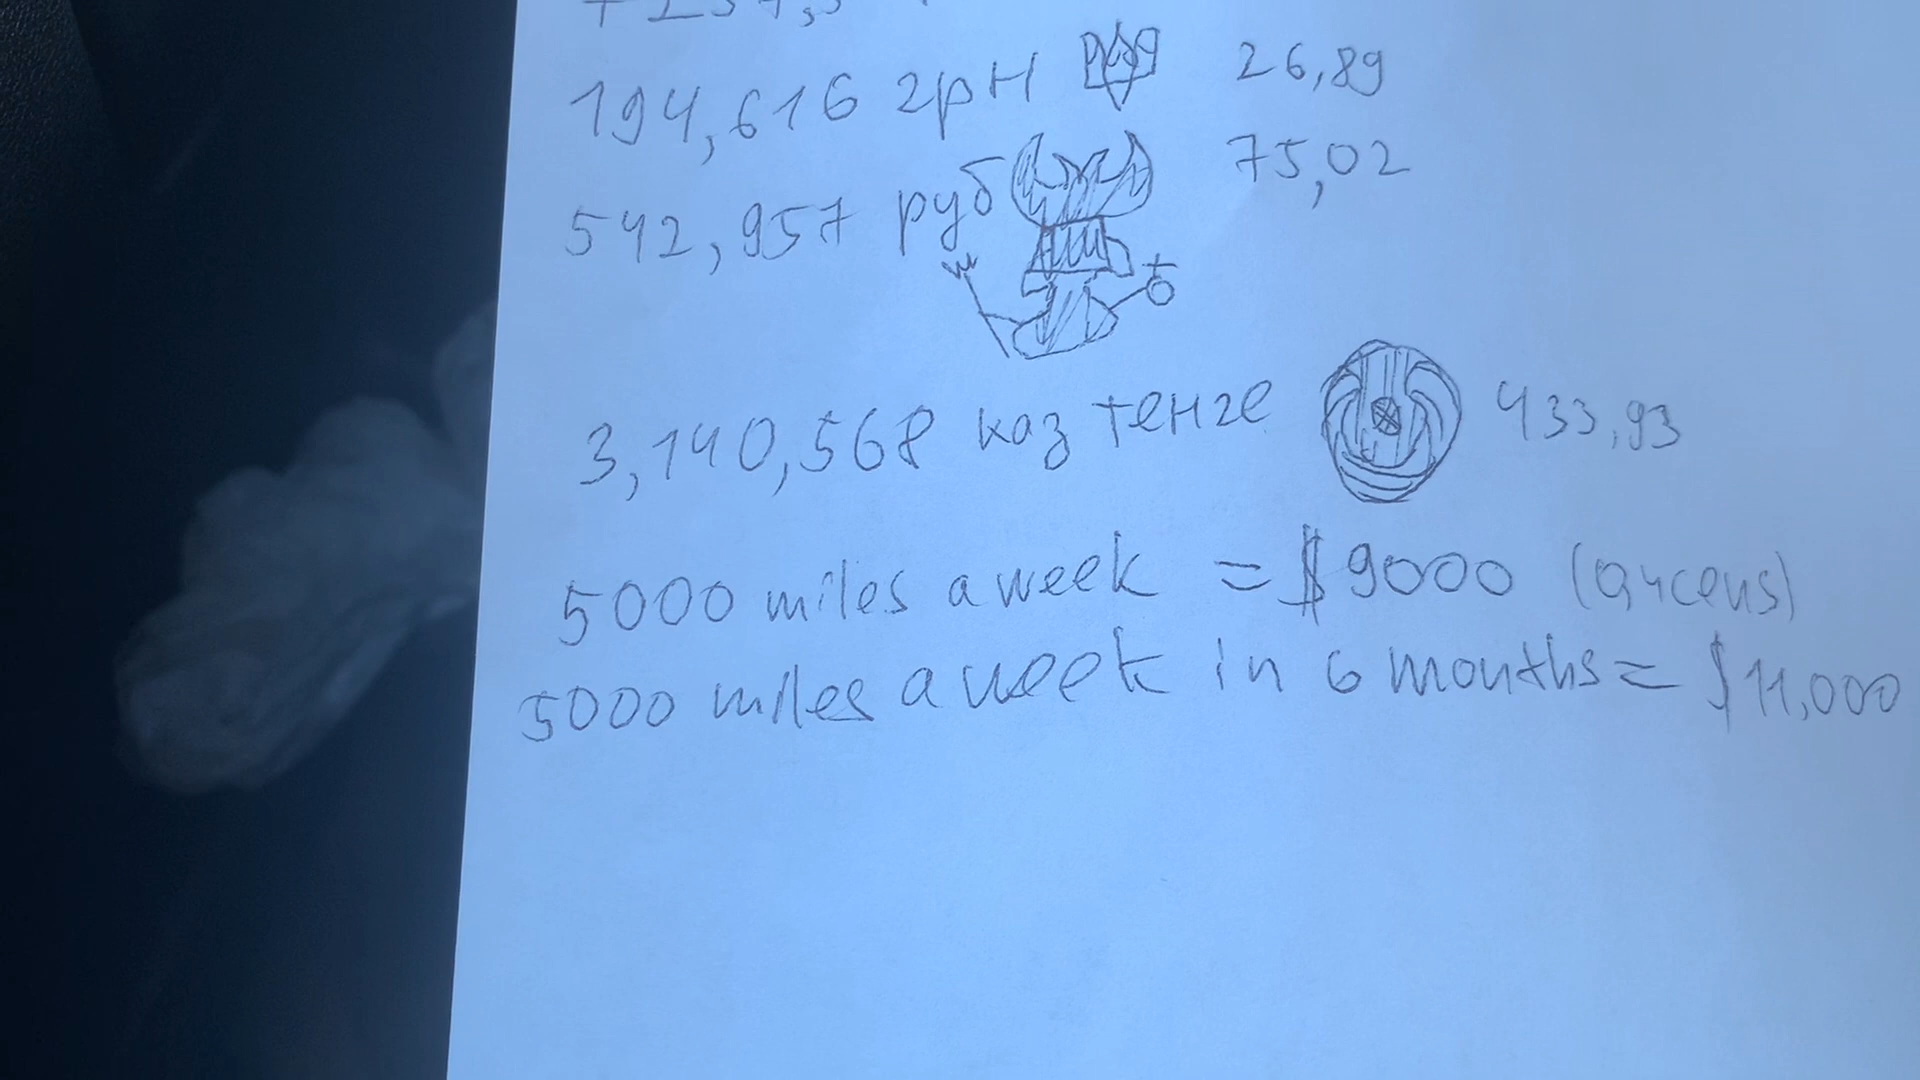 194,616 грн 26,89
542,957 руб 75,02
3,140,568 каз тенге 433,93
5000 miles a week = $9000
5000 miles a week in 6 months = $11,000